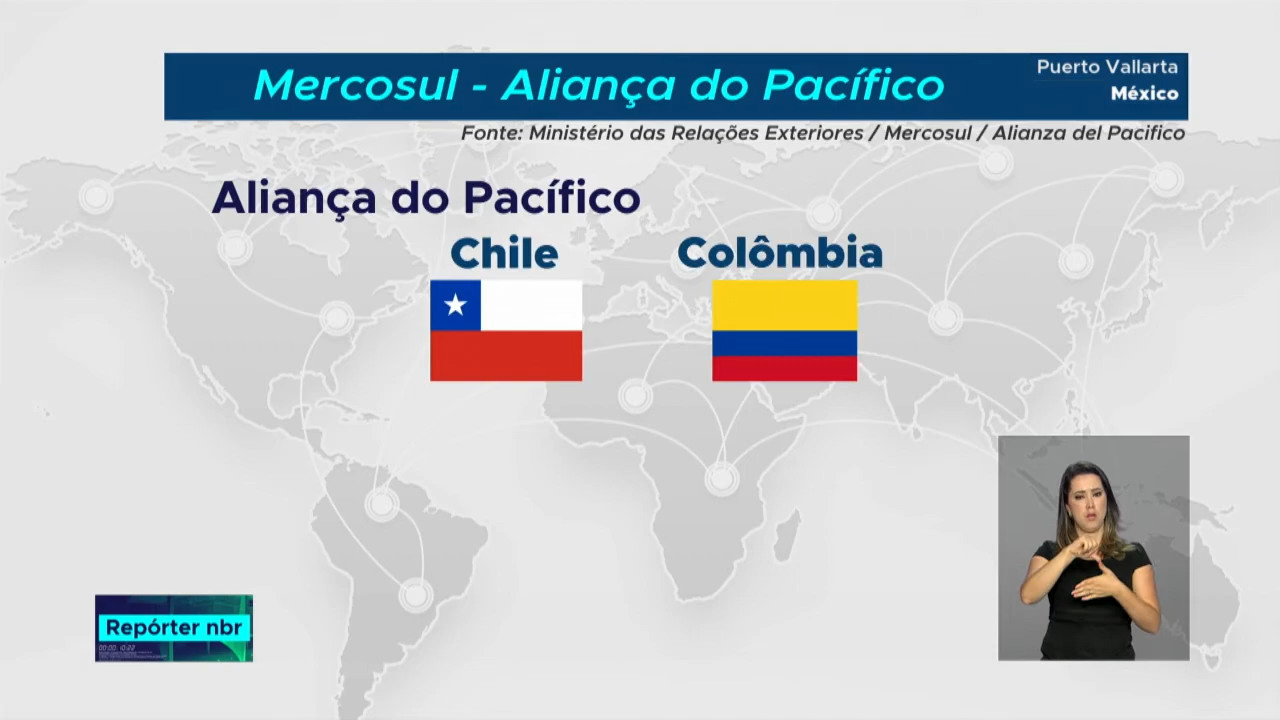 Mercosul - Aliança do Pacífico
Puerto Vallarta
México
Fonte: Ministério das Relações Exteriores / Mercosul / Alianza del Pacifico
Aliança do Pacífico
Chile
Colômbia
Repórter nbr